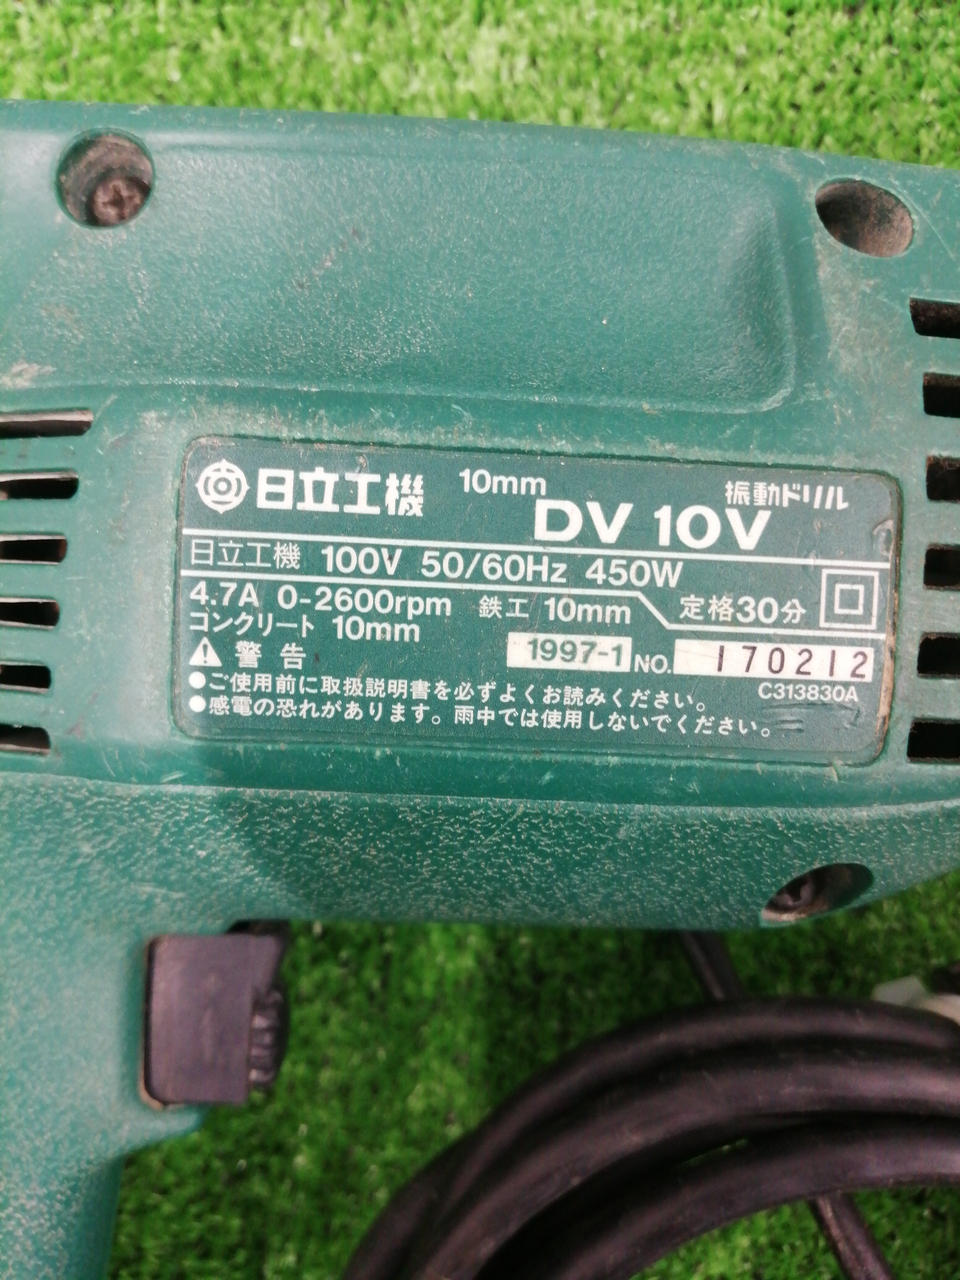 日立工機 10mm 振動ドリル
DV 10V
日立工機 100V 50/60Hz 450W
4.7A 0-2600rpm 鉄工 10mm 定格30分
コンクリート 10mm
警告 1997-1 NO. 170212
●ご使用前に取扱説明書を必ずよくお読みください。 C313830A
●感電の恐れがあります。雨中では使用しないでください。